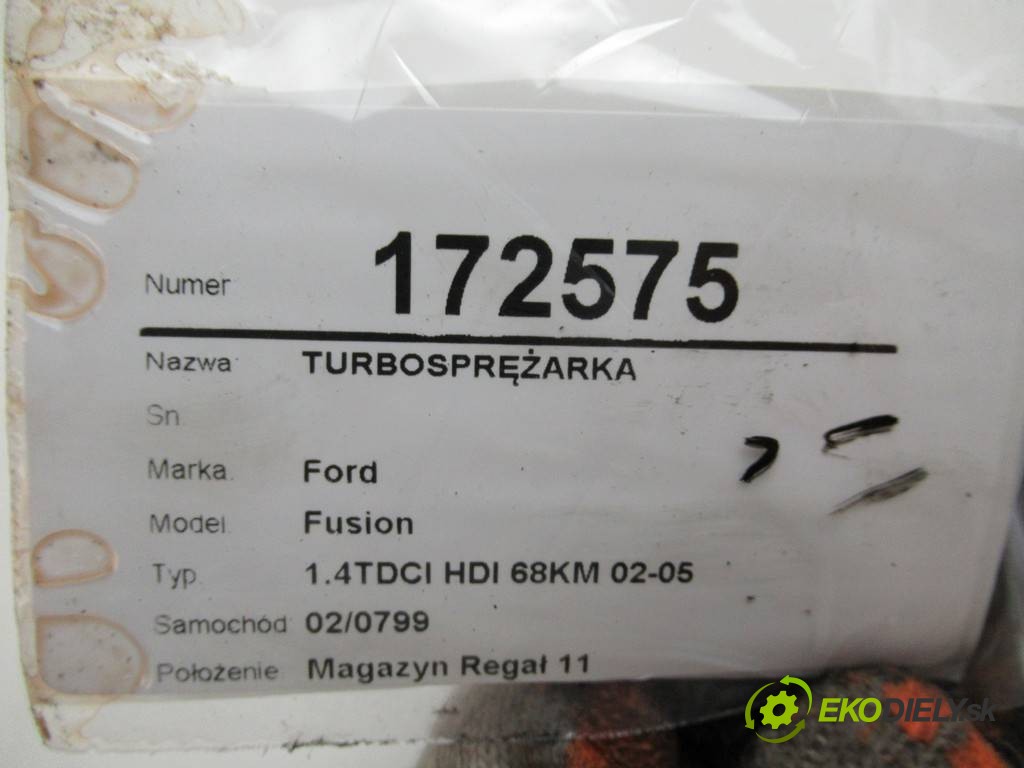 Numer 172575
Nazwa TURBOSPRĘŻARKA
Sn
Marka Ford
Model Fusion
Typ 1.4TDCI HDI 68KM 02-05
Samochód 02/0799
Położenie Magazyn Regał 11
EKODIELY.sk